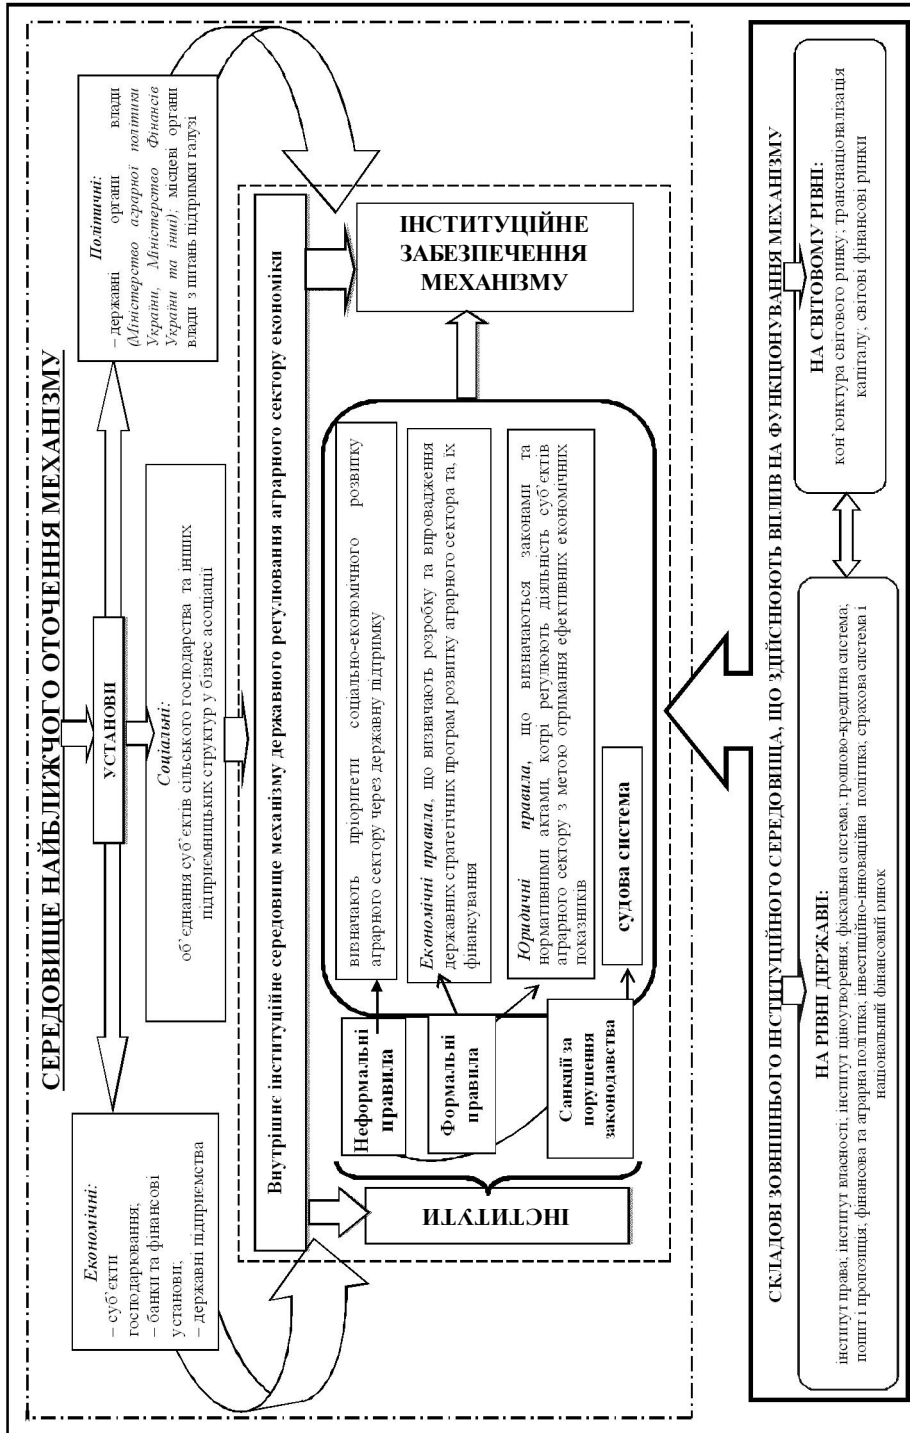 СЕРЕДОВИЩЕ НАЙБЛИЖЧОГО ОТОЧЕННЯ МЕХАНІЗМУ
УСТАНОВИ
Економічні:
– суб`єкти
господарювання;
– банки та фінансові
установи;
– державні підприємства
Соціальні:
об`єднання суб`єктів сільського господарства та інших
підприємницьких структур у бізнес асоціації
Політичні:
– державні органи влади
(Міністерство аграрної політики
України, Міністерство Фінансів
України та інші); місцеві органи
влади з питань підтримки галузі
Внутрішнє інституційне середовище механізму державного регулювання аграрного сектору економіки
ІНСТИТУТИ
Неформальні
правила
Формальні
правила
Санкції за
порушення
законодавства
визначають пріоритети соціально-економічного розвитку
аграрного сектору через державну підтримку
Економічні правила, що визначають розробку та впровадження
державних стратегічних програм розвитку аграрного сектора та, їх
фінансування
Юридичні правила, що визначаються законами та
нормативними актами, котрі регулюють діяльність суб`єктів
аграрного сектору з метою отримання ефективних економічних
показників
судова система
ІНСТИТУЦІЙНЕ
ЗАБЕЗПЕЧЕННЯ
МЕХАНІЗМУ
СКЛАДОВІ ЗОВНІШНЬОГО ІНСТИТУЦІЙНОГО СЕРЕДОВИЩА, ЩО ЗДІЙСНЮЮТЬ ВПЛИВ НА ФУНКЦІОНУВАННЯ МЕХАНІЗМУ
НА РІВНІ ДЕРЖАВИ:
інститут права; інститут власності; інститут ціноутворення; фіскальна система; грошово-кредитна система;
попит і пропозиція; фінансова та аграрна політика; інвестиційно-інноваційна політика; страхова система і
національний фінансовий ринок
НА СВІТОВОМУ РІВНІ:
кон`юнктура світового ринку; транснаціоналізація
капіталу; світові фінансові ринки